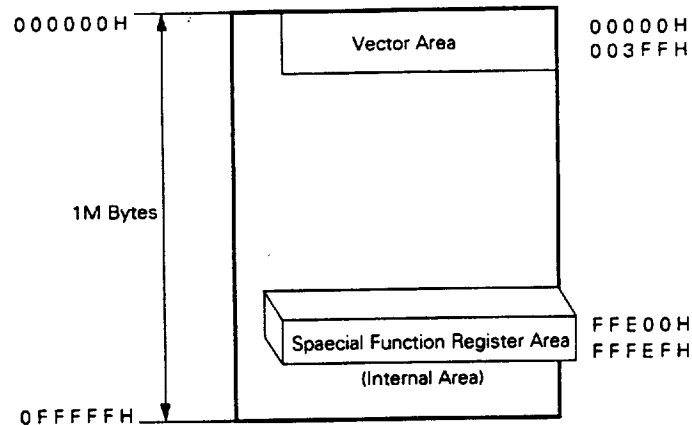 000000H
Vector Area
00000H
003FFH
1M Bytes
Spaecial Function Register Area
FFE00H
FFFEFH
(Internal Area)
0FFFFFH